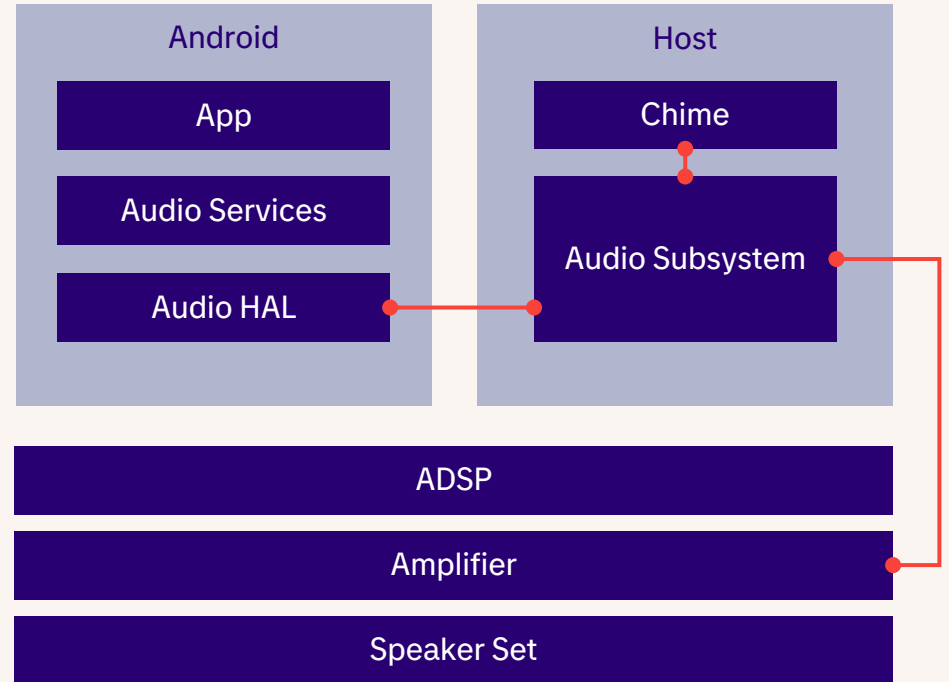 Android
App
Audio Services
Audio HAL
Host
Chime
Audio Subsystem
ADSP
Amplifier
Speaker Set